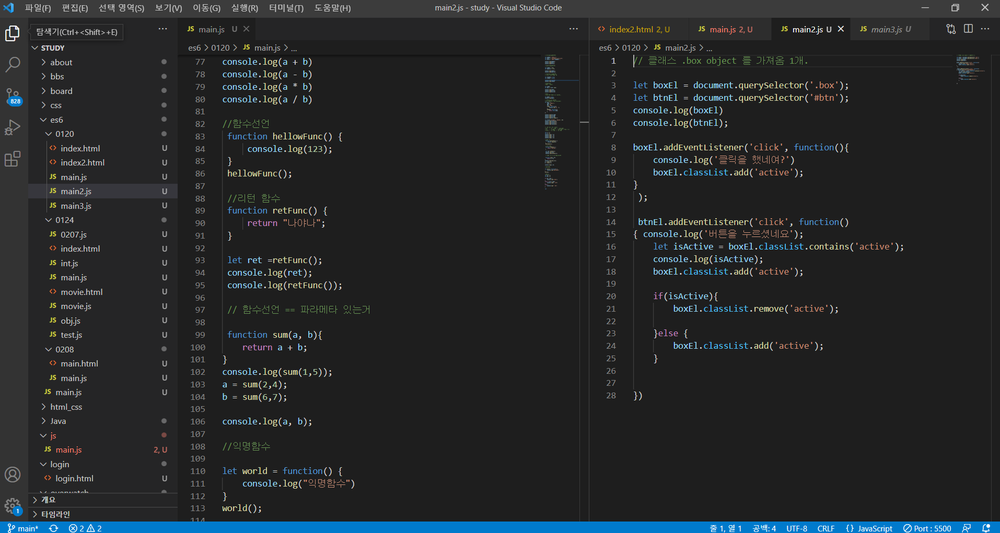 파일(F) 편집(E) 선택 영역(S) 보기(V) 이동(G) 실행(R) 터미널(T) 도움말(H) main2.js - study - Visual Studio Code
탐색기(Ctrl+<Shift>+E)
STUDY
about
bbs
board
css
es6
0120
index.html U
index2.html U
main.js U
main2.js U
main3.js U
0124
0207.js U
index.html U
int.js U
main.js U
movie.html U
movie.js U
obj.js U
test.js U
0208
main.html U
main.js U
main.js U
html_css
Java
js
main.js 2, U
login
login.html U
overwatch
개요
타임라인
828
1
JS main.js U
es6 > 0120 > JS main.js > ...
77 console.log(a + b)
78 console.log(a - b)
79 console.log(a * b)
80 console.log(a / b)
81
82 //함수선언
83 function hellowFunc() {
84 console.log(123);
85 }
86 hellowFunc();
87
88 //리턴 함수
89 function retFunc() {
90 return "나야나";
91 }
92
93 let ret =retFunc();
94 console.log(ret);
95 console.log(retFunc());
96
97 // 함수선언 == 파라메타 있는거
98
99 function sum(a, b){
100 return a + b;
101 }
102 console.log(sum(1,5));
103 a = sum(2,4);
104 b = sum(6,7);
105
106 console.log(a, b);
107
108 //익명함수
109
110 let world = function() {
111 console.log("익명함수")
112 }
113 world();
114
index2.html 2, U JS main.js 2, U JS main2.js U JS main3.js U
es6 > 0120 > JS main2.js > ...
1 // 클래스 .box object 를 가져옴 1개.
2
3 let boxEl = document.querySelector('.box');
4 let btnEl = document.querySelector('#btn');
5 console.log(boxEl)
6 console.log(btnEl);
7
8 boxEl.addEventListener('click', function(){
9 console.log('클릭을 했네여?')
10 boxEl.classList.add('active');
11 }
12 );
13
14 btnEl.addEventListener('click', function()
15 { console.log('버튼을 누르셨네요');
16 let isActive = boxEl.classList.contains('active');
17 console.log(isActive);
18 boxEl.classList.add('active');
19
20 if(isActive){
21 boxEl.classList.remove('active');
22
23 }else {
24 boxEl.classList.add('active');
25 }
26
27
28 })
main* 2 2 줄 1, 열 1 공백: 4 UTF-8 CRLF {} JavaScript Port : 5500